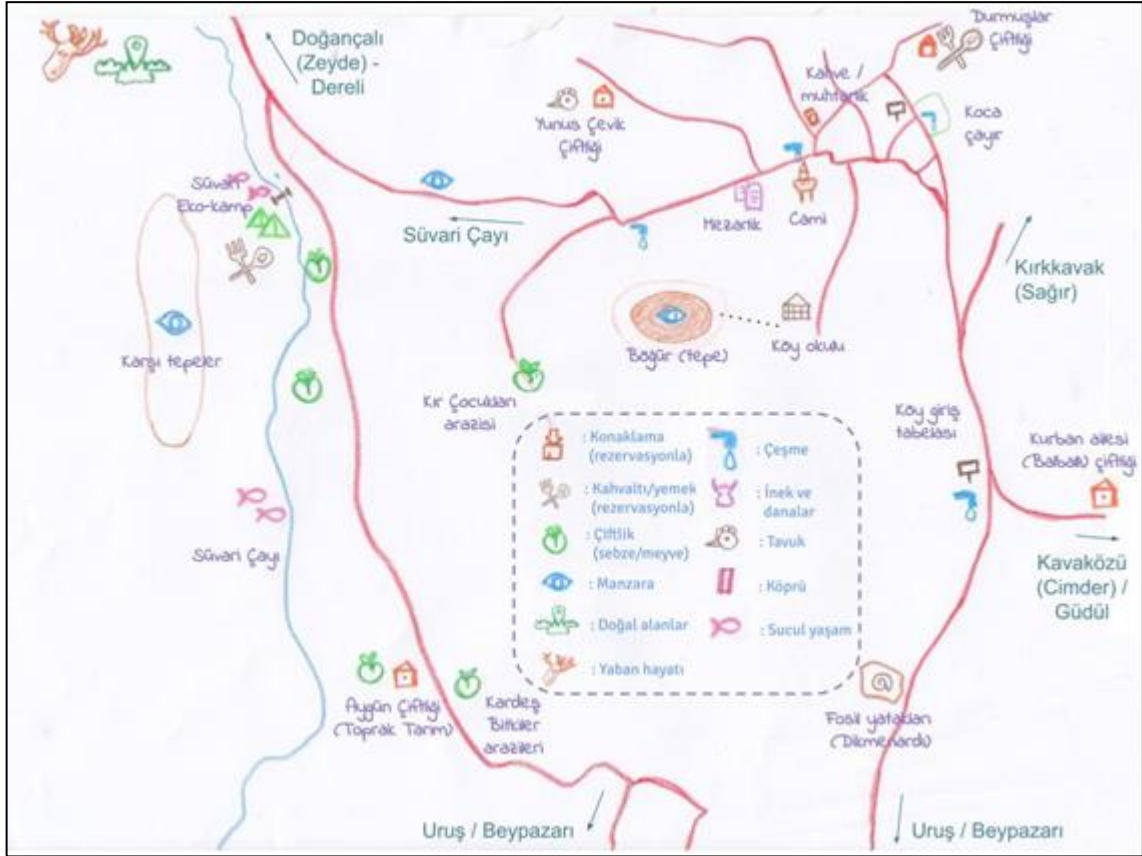 Doğançalı
(Zeyde) -
Dereli
Durmuşlar
Çiftliği
Kahve /
muhtarlık
Koca
çayır
Yunus Çevik
Çiftliği
Süvari
Eko-kamp
Süvari Çayı
Mezarlık
Cami
Kırkkavak
(Sağır)
Karşı tepeler
Böğür (tepe)
Köy okulu
Kır Çocukları
arazisi
Köy giriş
tabelası
Kurban ailesi
(Balballı) çiftliği
: Konaklama
(rezervasyonla)
: Kahvaltı/yemek
(rezervasyonla)
: Çiftlik
(sebze/meyve)
: Manzara
: Doğal alanlar
: Yaban hayatı
: Çeşme
: İnek ve
danalar
: Tavuk
: Köprü
: Sucul yaşam
Süvari Çayı
Kavaközü
(Cimder) /
Güdül
Aygün Çiftliği
(Toprak Tarım)
Kardeş
Bitkiler
arazileri
Fosil yatakları
(Dikmenardı)
Uruş / Beypazarı
Uruş / Beypazarı